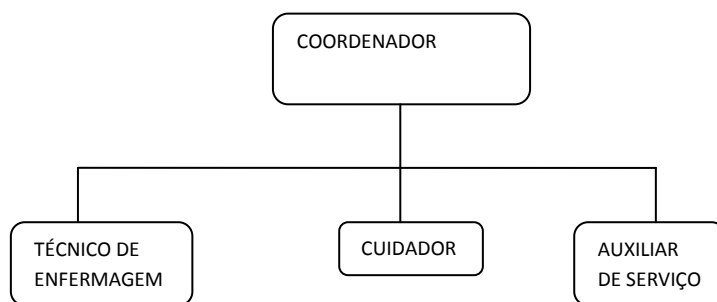 COORDENADOR
TÉCNICO DE
ENFERMAGEM
CUIDADOR
AUXILIAR
DE SERVIÇO